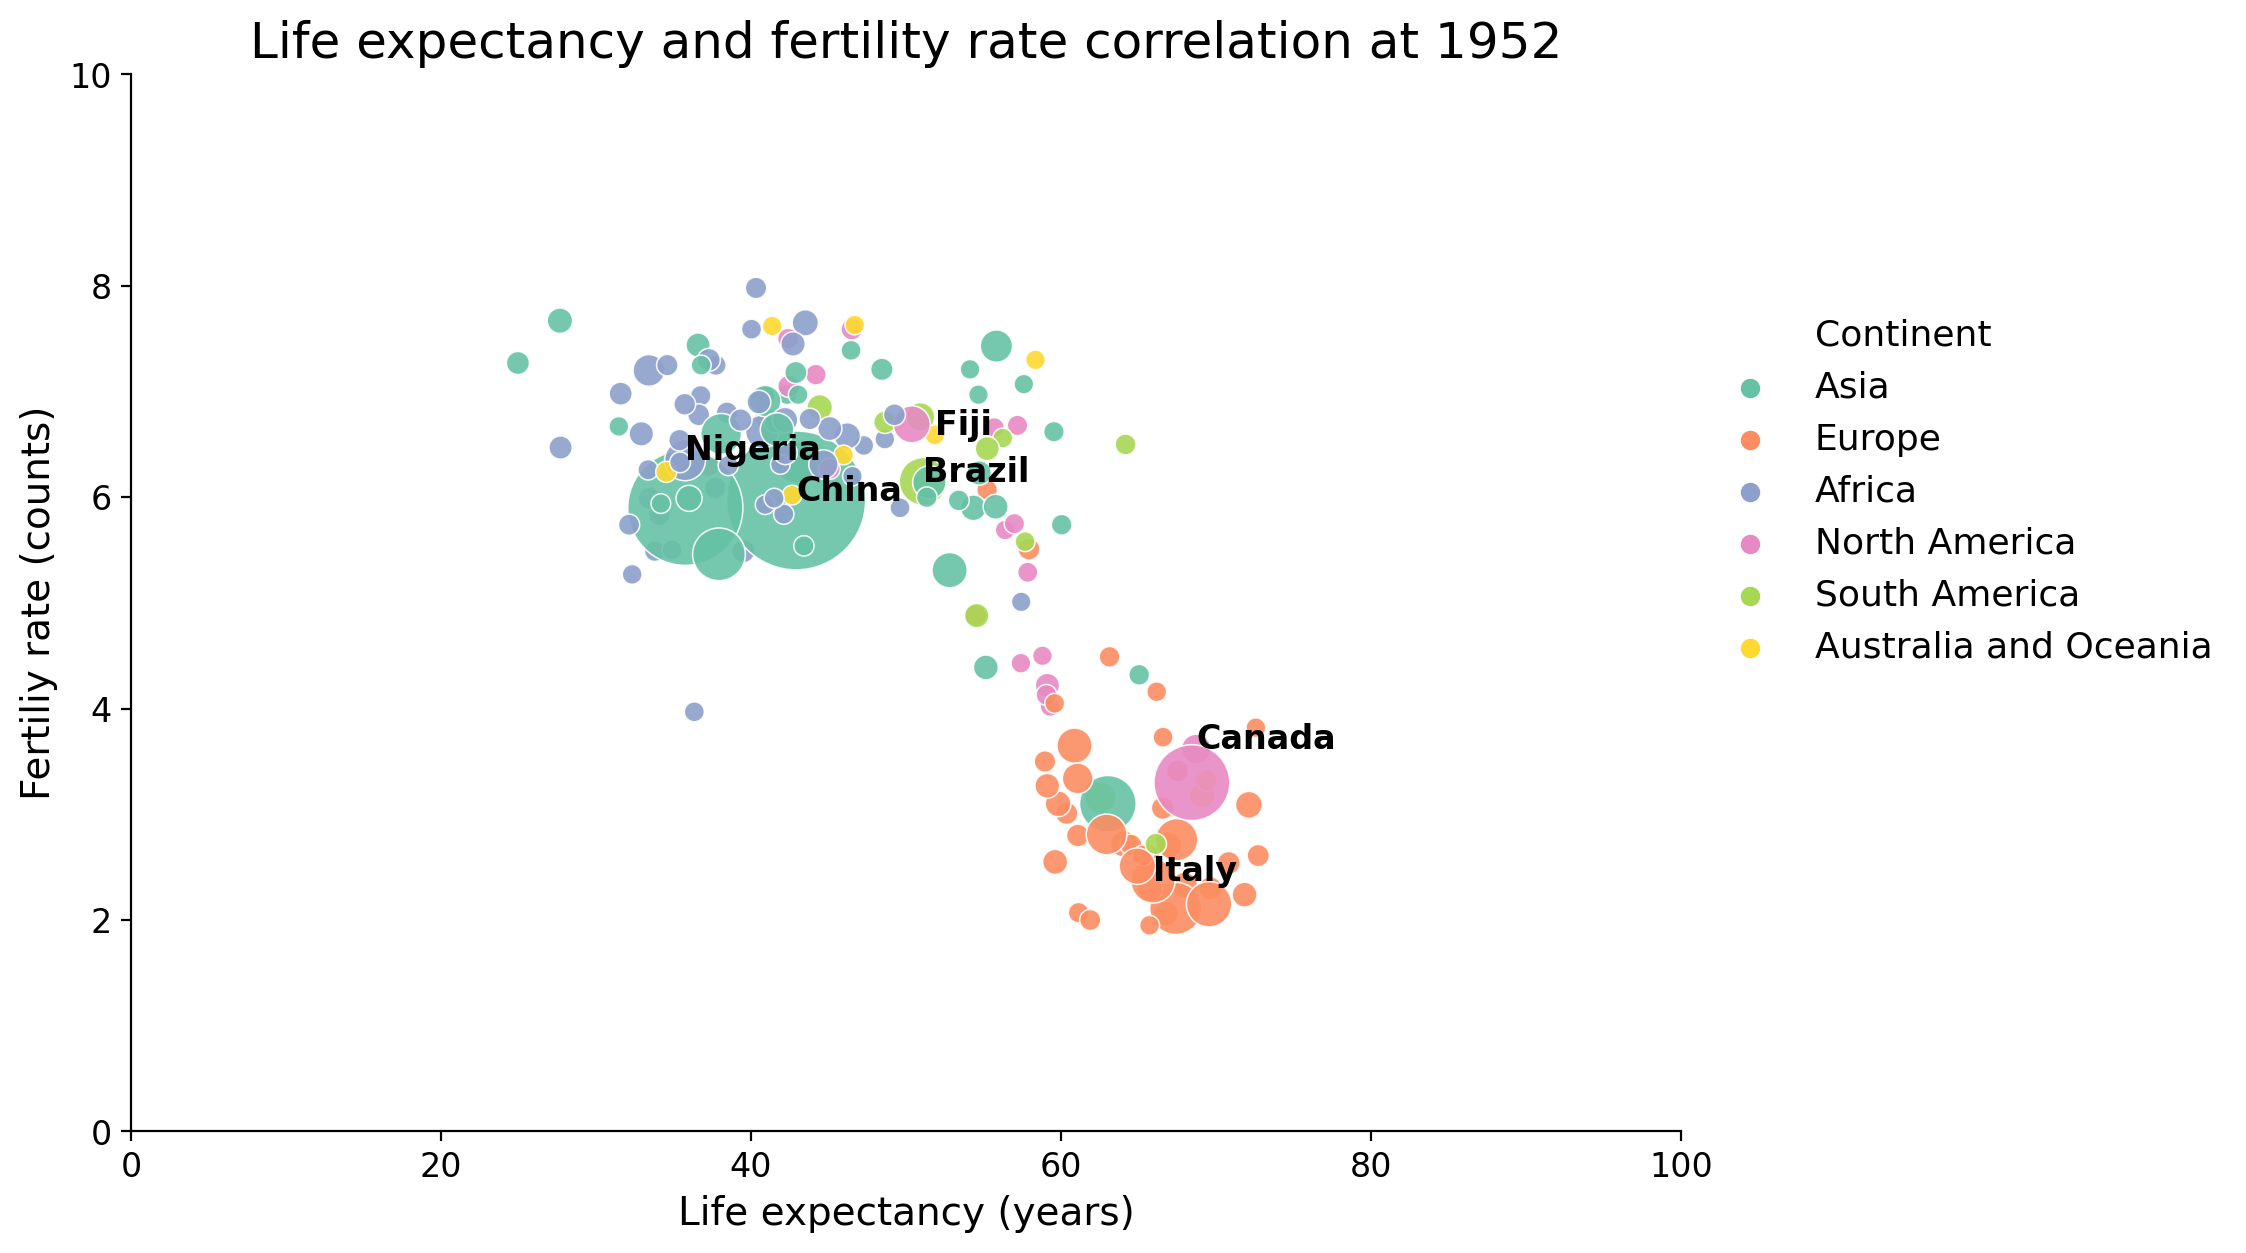 Life expectancy and fertility rate correlation at 1952
10
8
6
4
2
0
Fertiliy rate (counts)
Fiji
Nigeria
Brazil
China
Canada
Italy
0 20 40 60 80 100
Life expectancy (years)
Continent
Asia
Europe
Africa
North America
South America
Australia and Oceania